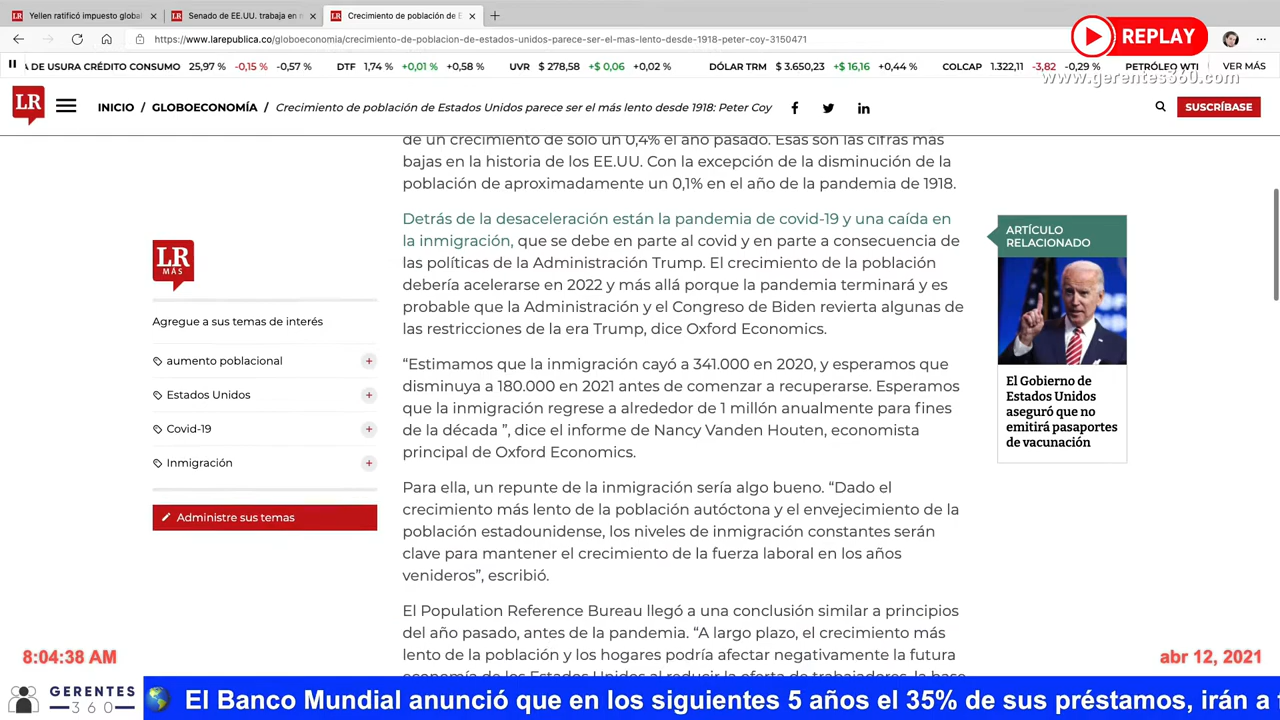 Yellen ratificó impuesto global
Senado de EE.UU. trabaja en n
Crecimiento de población de E
REPLAY
https://www.larepublica.co/globoeconomia/crecimiento-de-poblacion-de-estados-unidos-parece-ser-el-mas-lento-desde-1918-peter-coy-3150471
A DE USURA CRÉDITO CONSUMO 25,97 % -0,15 % -0,57 % DTF 1,74 % +0,01 % +0,58 % UVR $ 278,58 +$ 0,06 +0,02 % DÓLAR TRM $ 3.650,23 +$ 16,16 +0,44 % COLCAP 1.322,11 -3,82 -0,29 % PETRÓLEO WTI VER MÁS
www.gerentes360.com
LR INICIO / GLOBOECONOMÍA / Crecimiento de población de Estados Unidos parece ser el más lento desde 1918: Peter Coy SUSCRÍBASE
de un crecimiento de sólo un 0,4% el año pasado. Esas son las cifras más
bajas en la historia de los EE.UU. Con la excepción de la disminución de la
población de aproximadamente un 0,1% en el año de la pandemia de 1918.
Detrás de la desaceleración están la pandemia de covid-19 y una caída en
la inmigración, que se debe en parte al covid y en parte a consecuencia de
las políticas de la Administración Trump. El crecimiento de la población
debería acelerarse en 2022 y más allá porque la pandemia terminará y es
probable que la Administración y el Congreso de Biden revierta algunas de
las restricciones de la era Trump, dice Oxford Economics.
“Estimamos que la inmigración cayó a 341.000 en 2020, y esperamos que
disminuya a 180.000 en 2021 antes de comenzar a recuperarse. Esperamos
que la inmigración regrese a alrededor de 1 millón anualmente para fines
de la década ”, dice el informe de Nancy Vanden Houten, economista
principal de Oxford Economics.
Para ella, un repunte de la inmigración sería algo bueno. “Dado el
crecimiento más lento de la población autóctona y el envejecimiento de la
población estadounidense, los niveles de inmigración constantes serán
clave para mantener el crecimiento de la fuerza laboral en los años
venideros”, escribió.
El Population Reference Bureau llegó a una conclusión similar a principios
del año pasado, antes de la pandemia. “A largo plazo, el crecimiento más
lento de la población y los hogares podría afectar negativamente la futura
economía de los Estados Unidos al reducir la oferta de trabajadores, la base
LR
MÁS
Agregue a sus temas de interés
aumento poblacional +
Estados Unidos +
Covid-19 +
Inmigración +
Administre sus temas
ARTÍCULO
RELACIONADO
El Gobierno de
Estados Unidos
aseguró que no
emitirá pasaportes
de vacunación
8:04:38 AM
abr 12, 2021
GERENTES
360
El Banco Mundial anunció que en los siguientes 5 años el 35% de sus préstamos, irán a